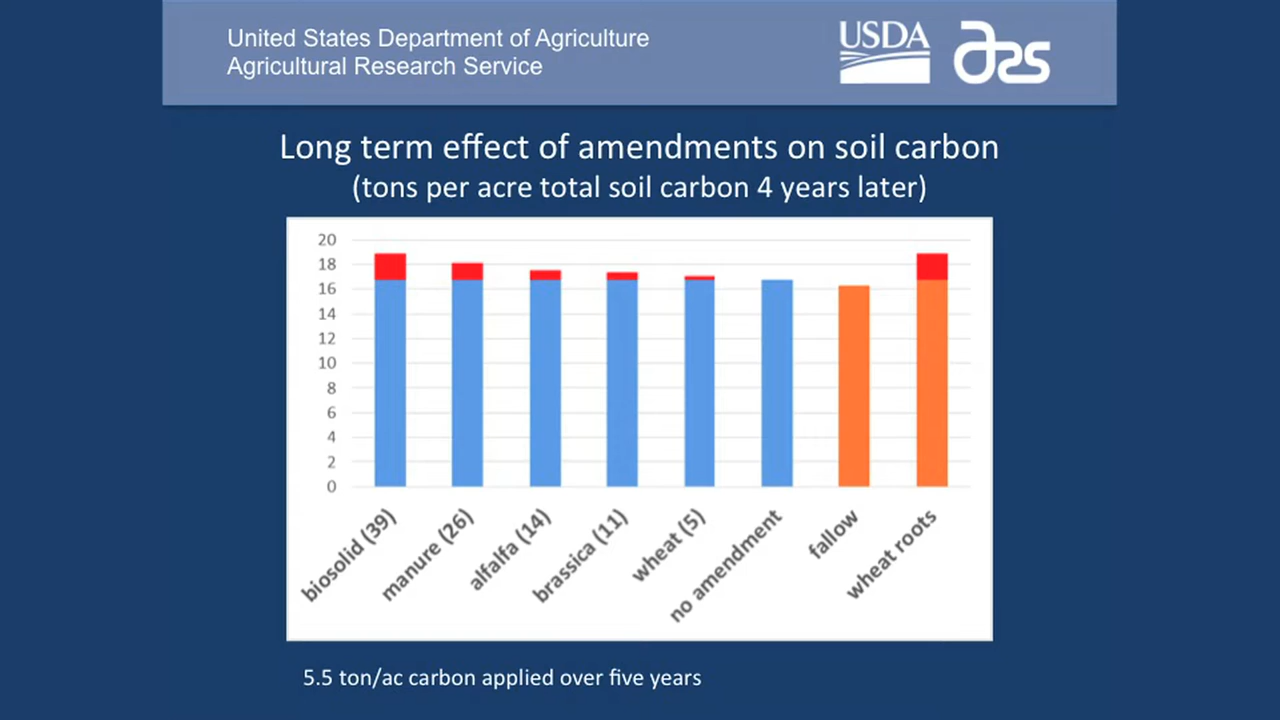 United States Department of Agriculture
Agricultural Research Service
USDA
ars
Long term effect of amendments on soil carbon
(tons per acre total soil carbon 4 years later)
20
18
16
14
12
10
8
6
4
2
0
biosolid (39)
manure (26)
alfalfa (14)
brassica (11)
wheat (5)
no amendment
fallow
wheat roots
5.5 ton/ac carbon applied over five years